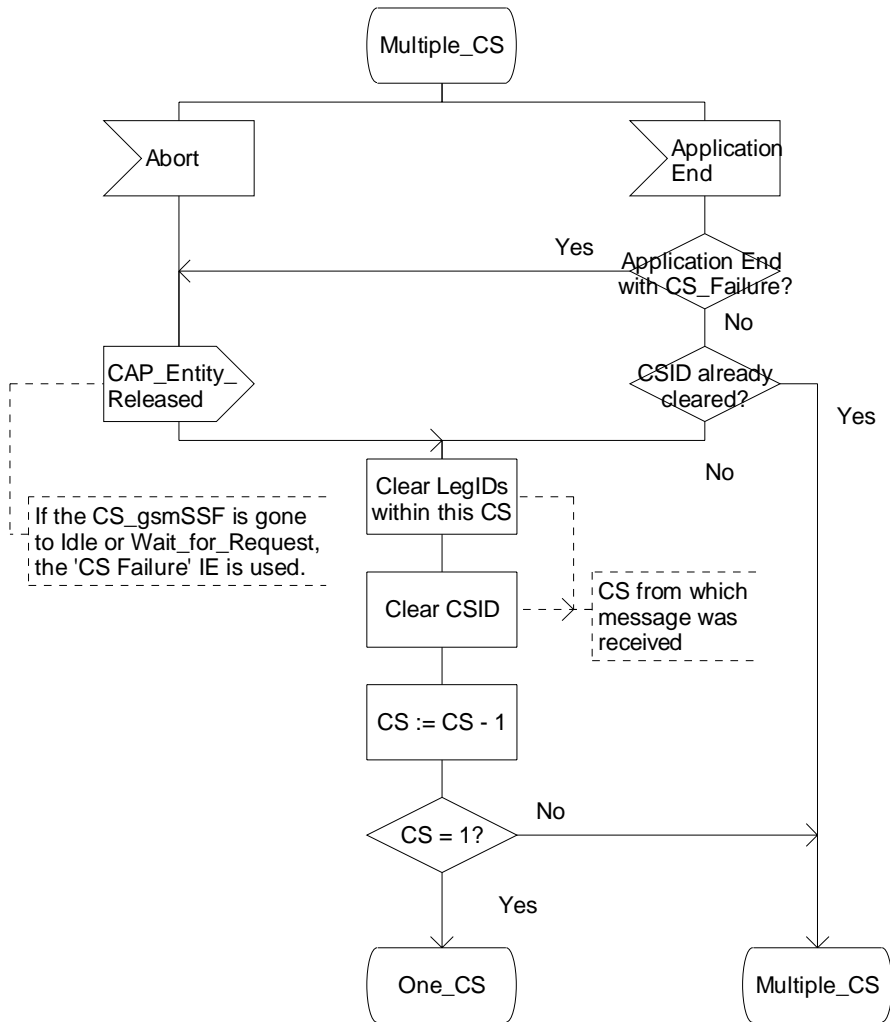 Multiple_CS
Abort
Application
End
Yes
Application End
with CS_Failure?
No
CAP_Entity_
Released
CSID already
cleared?
Yes
No
Clear LegIDs
within this CS
If the CS_gsmSSF is gone
to Idle or Wait_for_Request,
the 'CS Failure' IE is used.
Clear CSID
CS from which
message was
received
CS := CS - 1
CS = 1?
No
Yes
One_CS
Multiple_CS